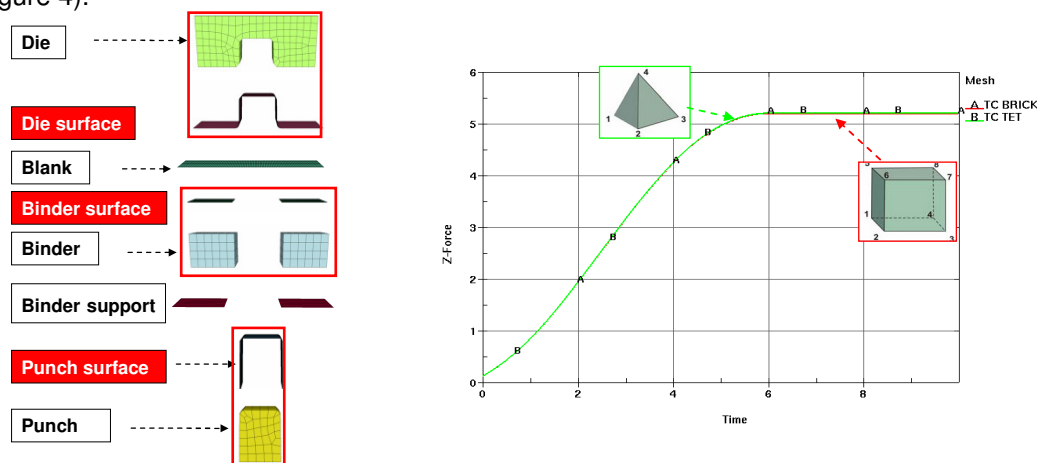 gure 4).
Die
Die surface
Blank
Binder surface
Binder
Binder support
Punch surface
Punch
Z-Force
6
5
4
3
2
1
0
0 2 4 6 8 10
Time
Mesh
A TC BRICK
B TC TET
A A A A A
B B B B B
4
1
3
2
8
6 7
1 4
2 3